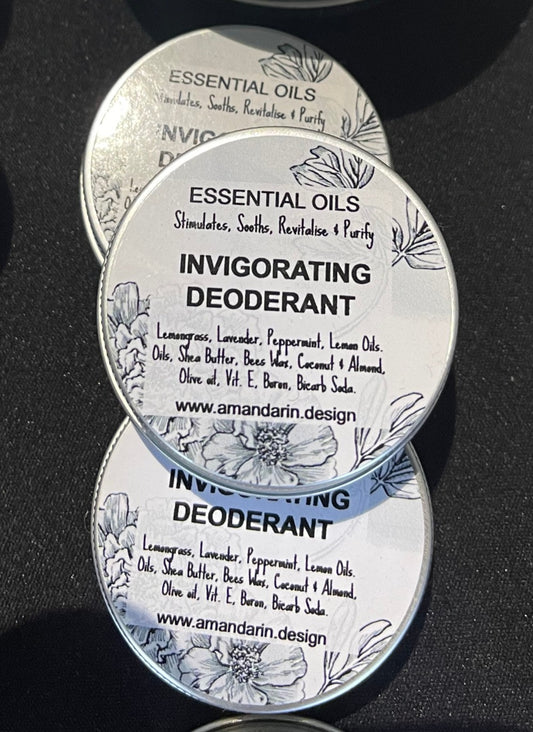 ESSENTIAL OILS
Stimulates, Sooths, Revitalise & Purify
ESSENTIAL OILS
Stimulates, Sooths, Revitalise & Purify
INVIGORATING
DEODERANT
Lemongrass, Lavender, Peppermint, Lemon Oils.
Oils, Shea Butter, Bees Wax, Coconut & Almond,
Olive oil, Vit. E, Boron, Bicarb Soda.
www.amandarin.design
INVIGORATING
DEODERANT
Lemongrass, Lavender, Peppermint, Lemon Oils.
Oils, Shea Butter, Bees Wax, Coconut & Almond,
Olive oil, Vit. E, Boron, Bicarb Soda.
www.amandarin.design